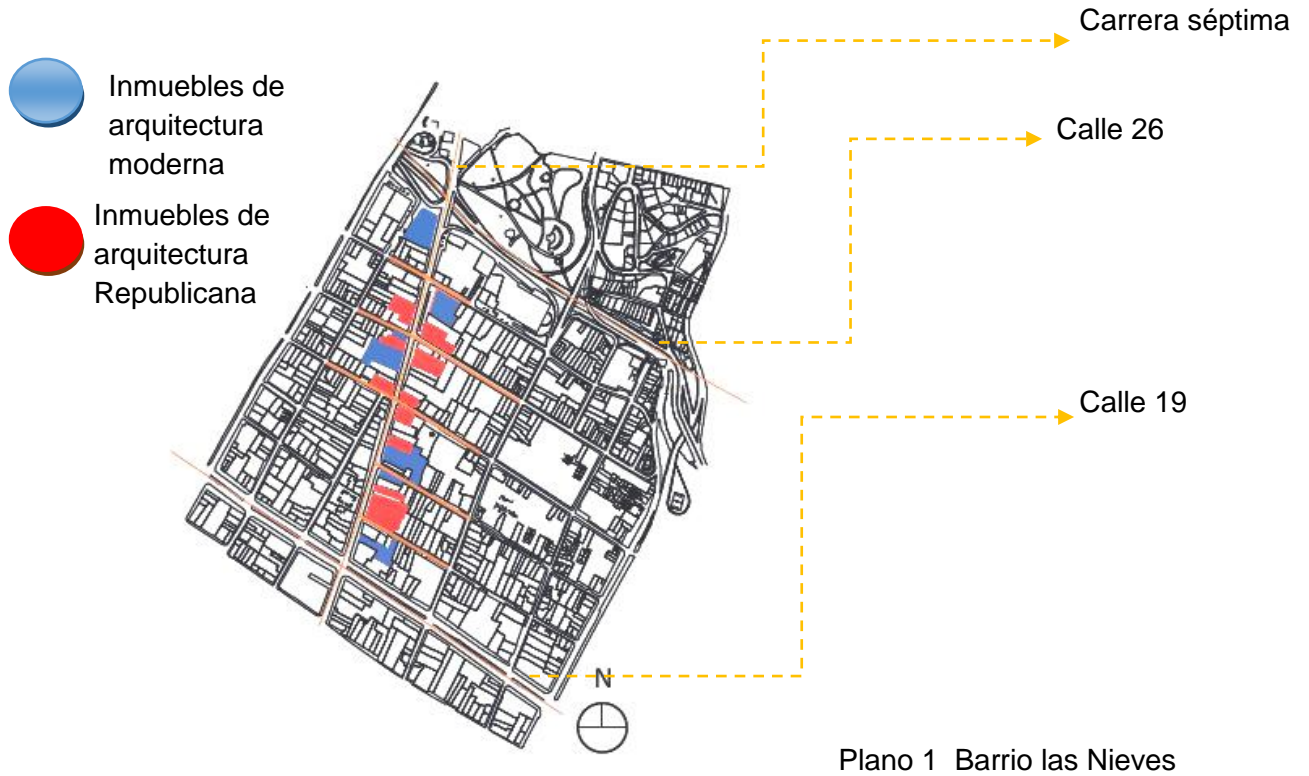 Carrera séptima
Inmuebles de
arquitectura
moderna
Calle 26
Inmuebles de
arquitectura
Republicana
Calle 19
N
Plano 1 Barrio las Nieves